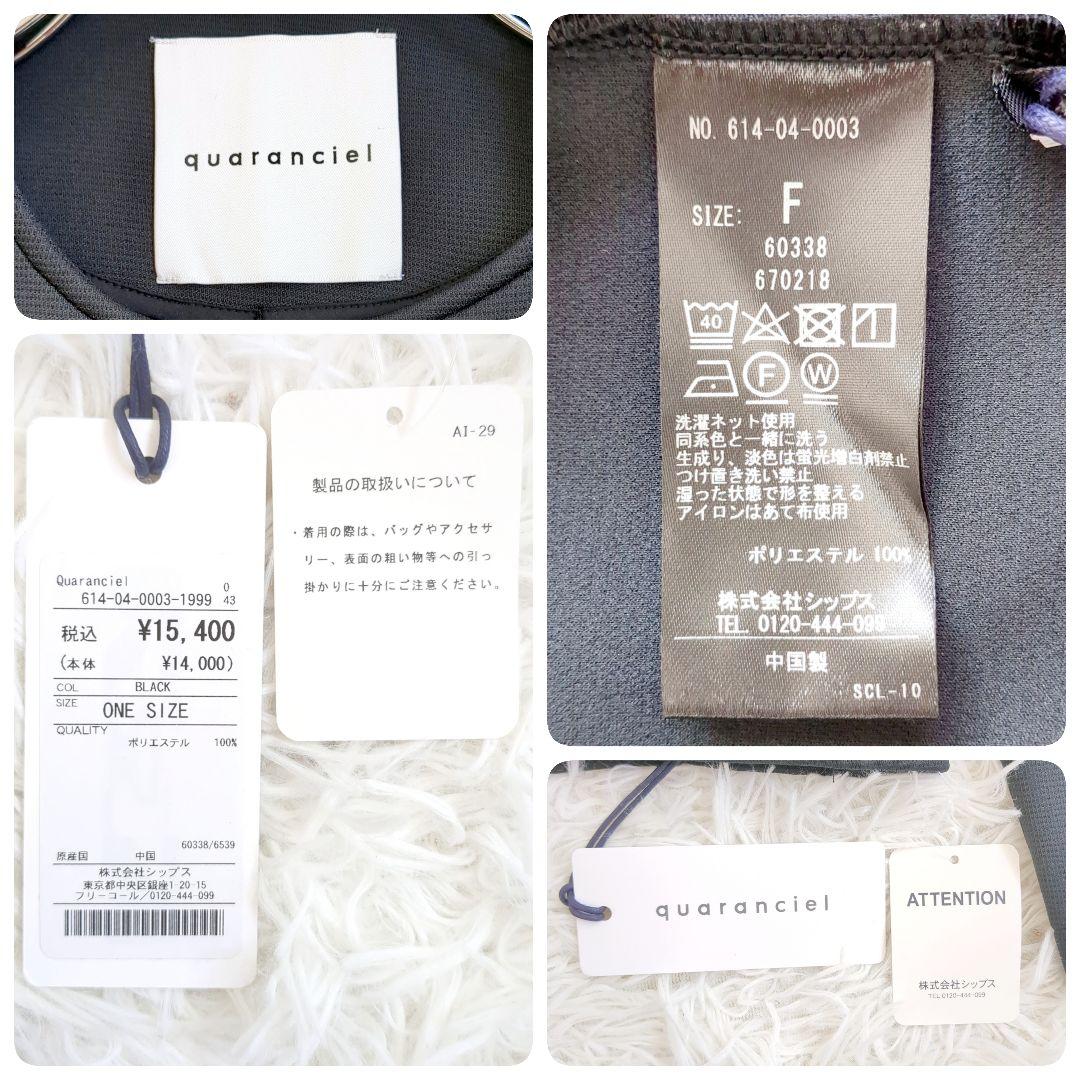 quaranciel
NO. 614-04-0003
SIZE: F
60338
670218
40
F W
洗濯ネット使用
同系色と一緒に洗う
生成り、淡色は蛍光増白剤禁止
つけ置き洗い禁止
湿った状態で形を整える
アイロンはあて布使用
ポリエステル 100%
株式会社シップス
TEL 0120-444-099
中国製
SCL-10
Quaranciel 0
614-04-0003-1999 43
税込 ¥15,400
(本体 ¥14,000)
COL BLACK
SIZE ONE SIZE
QUALITY
ポリエステル 100%
60338/6539
原産国 中国
株式会社シップス
東京都中央区銀座1-20-15
フリーコール/0120-444-099
AI-29
製品の取扱いについて
・着用の際は、バッグやアクセサ
リー、表面の粗い物等への引っ
掛かりに十分にご注意ください。
quaranciel
ATTENTION
株式会社シップス
TEL 0120-444-099